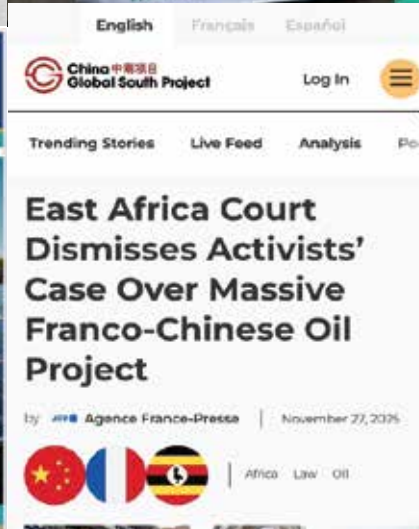 English Français Español
China 中南项目
Global South Project
Log In
Trending Stories Live Feed Analysis Po
East Africa Court
Dismisses Activists'
Case Over Massive
Franco-Chinese Oil
Project
by AFP Agence France-Presse | November 27, 2025
Africa Law Oil